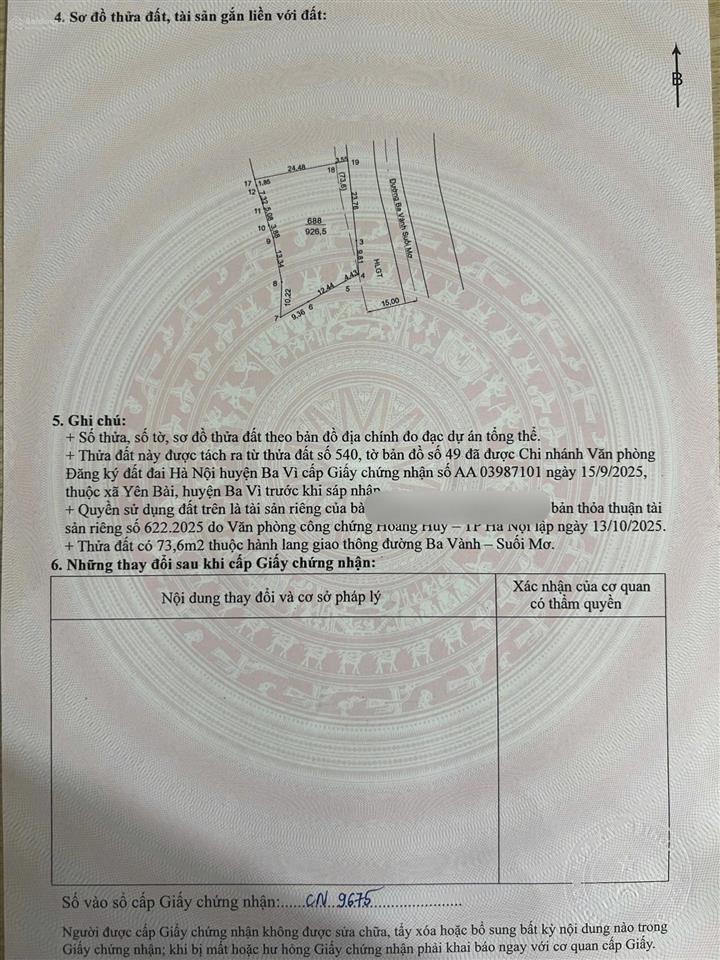 4. Sơ đồ thửa đất, tài sản gắn liền với đất:
B
24.48
3.55
19
18
17
1.85
12
7.32
(73,6)
11
5.08
23.76
10
3.88
688
926,5
9
3
13.34
9.81
8
4.43
4
5
12.44
10.22
6
9.36
7
HLGT
15.00
Đường Ba Vành Suối Mơ
5. Ghi chú:
+ Số thửa, số tờ, sơ đồ thửa đất theo bản đồ địa chính đo đạc dự án tổng thể.
+ Thửa đất này được tách ra từ thửa đất số 540, tờ bản đồ số 49 đã được Chi nhánh Văn phòng
Đăng ký đất đai Hà Nội huyện Ba Vì cấp Giấy chứng nhận số AA 03987101 ngày 15/9/2025,
thuộc xã Yên Bài, huyện Ba Vì trước khi sáp nhập
+ Quyền sử dụng đất trên là tài sản riêng của bà bản thỏa thuận tài
sản riêng số 622.2025 do Văn phòng công chứng Hoàng Huy – TP Hà Nội lập ngày 13/10/2025.
+ Thửa đất có 73,6m2 thuộc hành lang giao thông đường Ba Vành – Suối Mơ.
6. Những thay đổi sau khi cấp Giấy chứng nhận:
Nội dung thay đổi và cơ sở pháp lý
Xác nhận của cơ quan
có thẩm quyền
Số vào sổ cấp Giấy chứng nhận:......CN 9675......................
Người được cấp Giấy chứng nhận không được sửa chữa, tẩy xóa hoặc bổ sung bất kỳ nội dung nào trong
Giấy chứng nhận; khi bị mất hoặc hư hỏng Giấy chứng nhận phải khai báo ngay với cơ quan cấp Giấy.